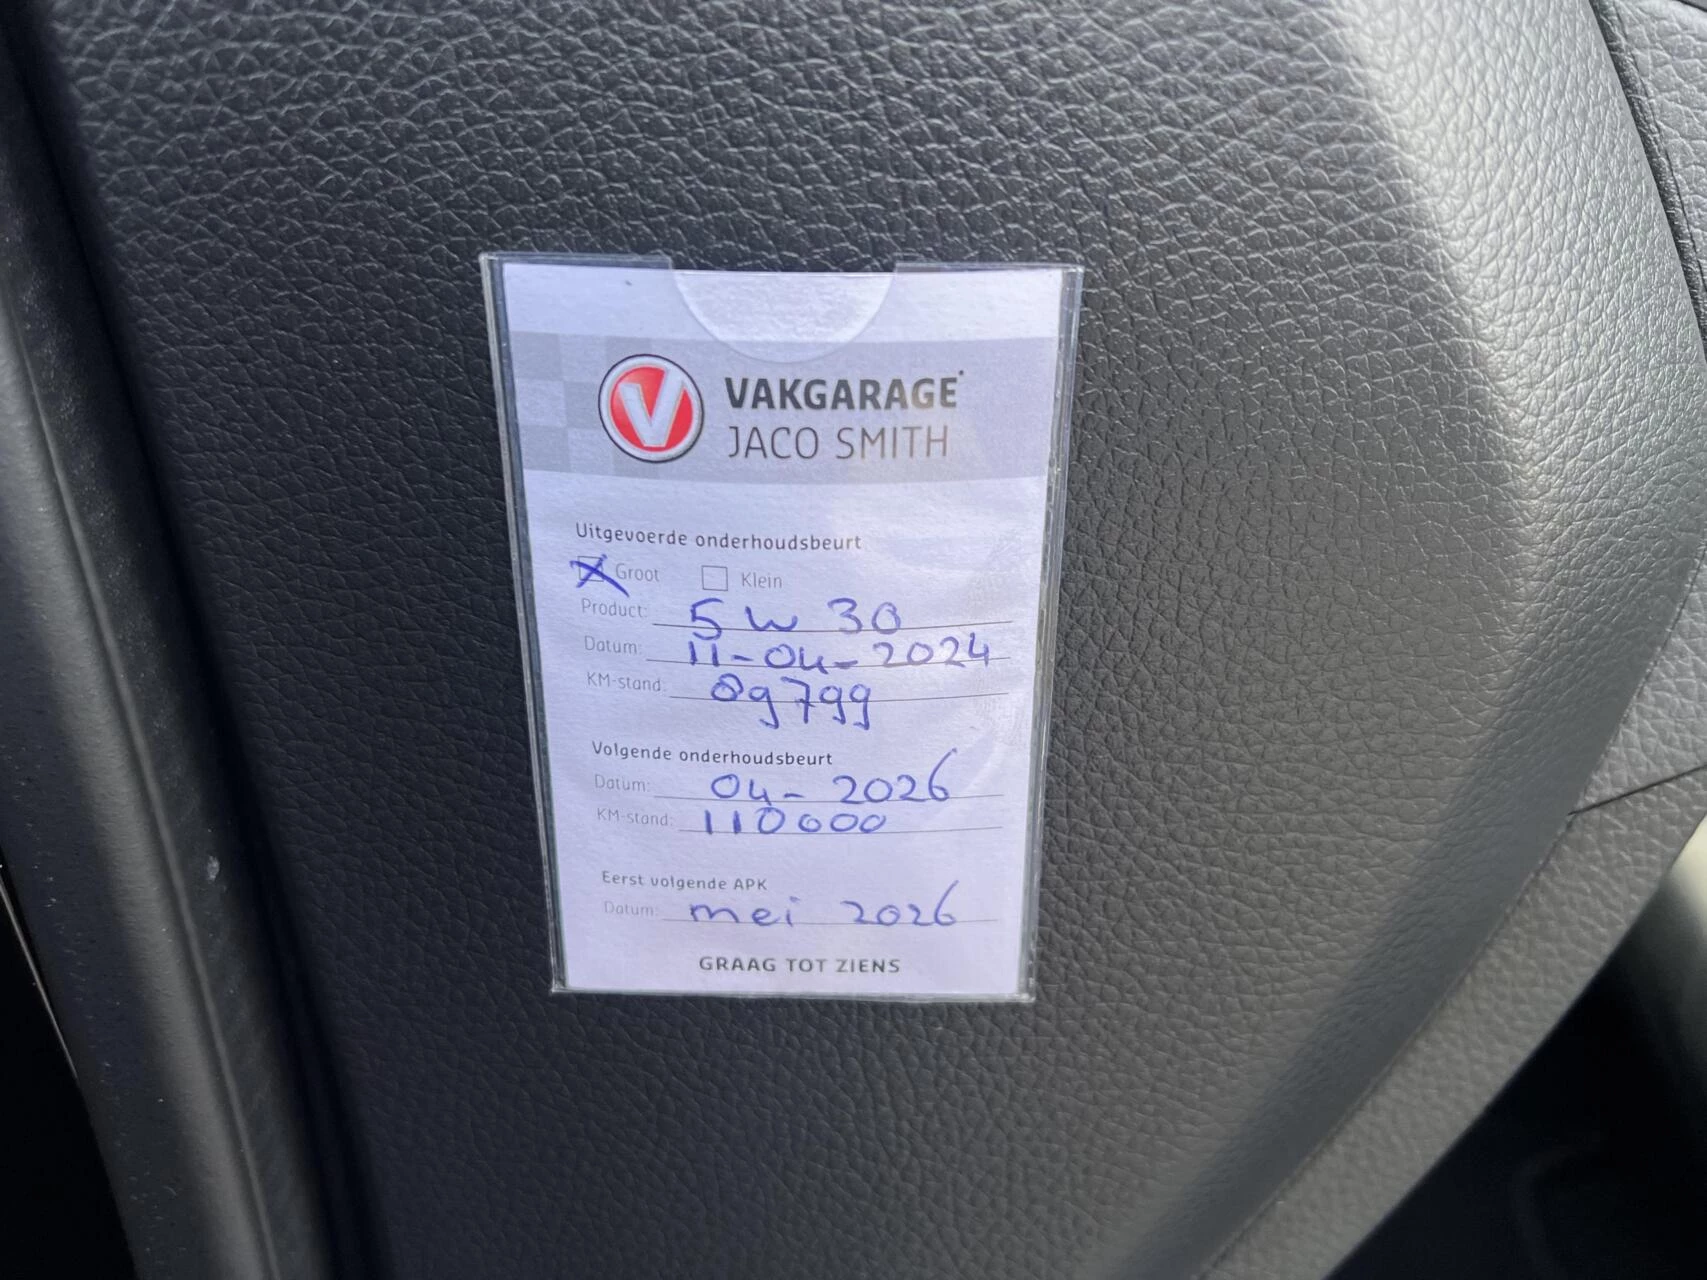 V VAKGARAGE
JACO SMITH
Uitgevoerde onderhoudsbeurt
Groot Klein
Product: 5W30
Datum: 11-04-2024
KM-stand: 89799
Volgende onderhoudsbeurt
Datum: 04-2026
KM-stand: 110000
Eerst volgende APK
Datum: mei 2026
GRAAG TOT ZIENS